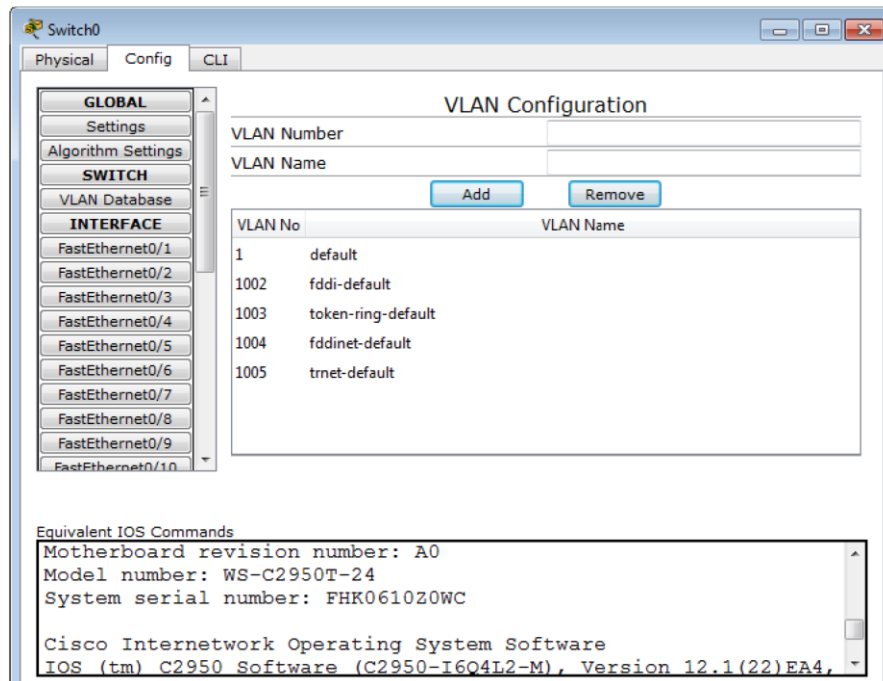 Switch0
Physical Config CLI
GLOBAL
Settings
Algorithm Settings
SWITCH
VLAN Database
INTERFACE
FastEthernet0/1
FastEthernet0/2
FastEthernet0/3
FastEthernet0/4
FastEthernet0/5
FastEthernet0/6
FastEthernet0/7
FastEthernet0/8
FastEthernet0/9
FastEthernet0/10
VLAN Configuration
VLAN Number
VLAN Name
Add Remove
VLAN No VLAN Name
1 default
1002 fddi-default
1003 token-ring-default
1004 fddinet-default
1005 trnet-default
Equivalent IOS Commands
Motherboard revision number: A0
Model number: WS-C2950T-24
System serial number: FHK0610Z0WC
Cisco Internetwork Operating System Software
IOS (tm) C2950 Software (C2950-I6Q4L2-M), Version 12.1(22)EA4,